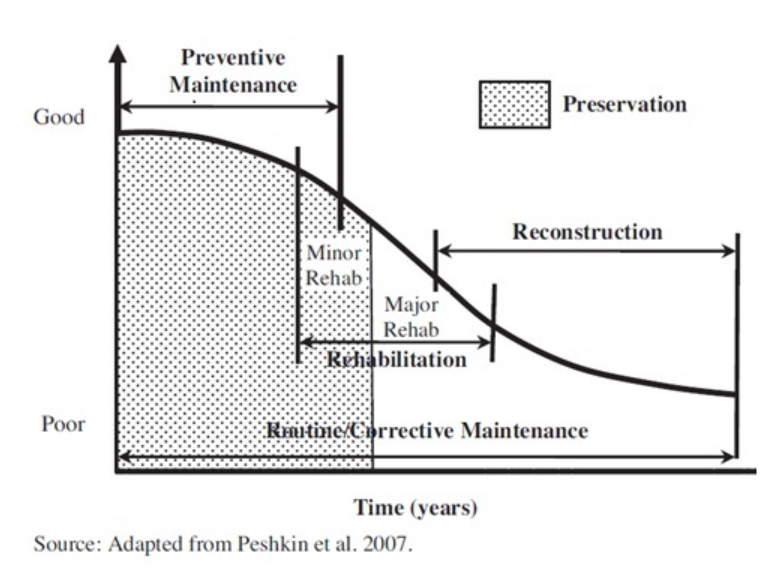 Preventive
Maintenance
Good
Preservation
Reconstruction
Minor
Rehab
Major
Rehab
Rehabilitation
Poor
Routine/Corrective Maintenance
Time (years)
Source: Adapted from Peshkin et al. 2007.